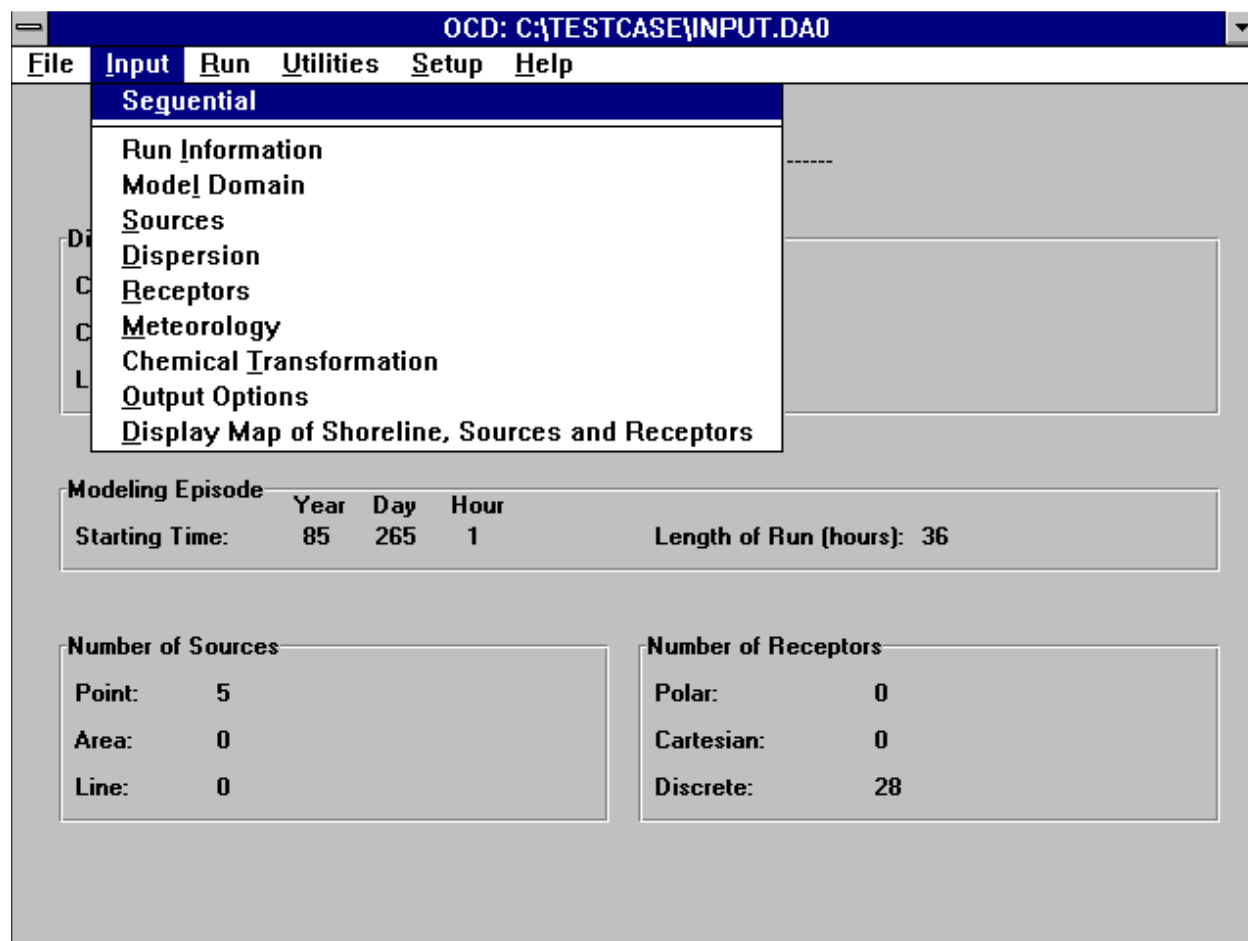 OCD: C:\TESTCASE\INPUT.DA0
File Input Run Utilities Setup Help
Sequential
Run Information
Model Domain
Sources
Dispersion
Receptors
Meteorology
Chemical Transformation
Output Options
Display Map of Shoreline, Sources and Receptors
------
Di
C
C
L
Modeling Episode
Year Day Hour
Starting Time: 85 265 1 Length of Run (hours): 36
Number of Sources Number of Receptors
Point: 5 Polar: 0
Area: 0 Cartesian: 0
Line: 0 Discrete: 28